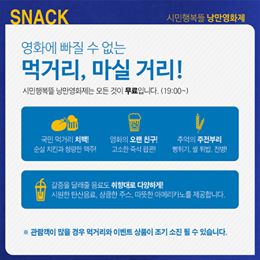 SNACK
시민행복뜰 낭만영화제
영화에 빠질 수 없는
먹거리, 마실 거리!
시민행복뜰 낭만영화제는 모든 것이 무료입니다. (19:00~)
국민 먹거리 치맥!
순살 치킨과 청량한 맥주!
영화의 오랜 친구!
고소한 즉석 팝콘!
추억의 주전부리
뻥튀기, 쌀 튀밥, 전병!
갈증을 달래줄 음료도 취향대로 다양하게!
시원한 탄산음료, 상큼한 주스, 따뜻한 아메리카노를 제공합니다.
※ 관람객이 많을 경우 먹거리와 이벤트 상품이 조기 소진 될 수 있습니다.